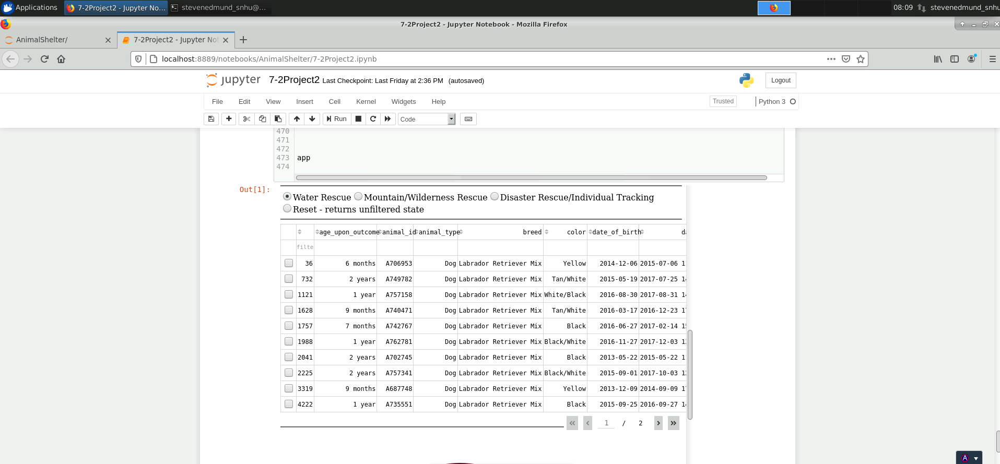 Applications 7-2Project2 - Jupyter No... stevenedmund_snhu@... 08:09 stevenedmund_snhu
7-2Project2 - Jupyter Notebook - Mozilla Firefox
AnimalShelter/ 7-2Project2 - Jupyter Not
localhost:8889/notebooks/AnimalShelter/7-2Project2.ipynb
jupyter 7-2Project2 Last Checkpoint: Last Friday at 2:36 PM (autosaved) Logout
File Edit View Insert Cell Kernel Widgets Help Trusted Python 3
Run Code
470
471
472
473 app
474
Out[1]:
Water Rescue Mountain/Wilderness Rescue Disaster Rescue/Individual Tracking
Reset - returns unfiltered state
age_upon_outcome animal_id animal_type breed color date_of_birth da
filte
36 6 months A706953 Dog Labrador Retriever Mix Yellow 2014-12-06 2015-07-06 1
732 2 years A749782 Dog Labrador Retriever Mix Tan/White 2015-05-19 2017-07-25 14
1121 1 year A757158 Dog Labrador Retriever Mix White/Black 2016-08-30 2017-08-31 14
1628 9 months A740471 Dog Labrador Retriever Mix Tan/White 2016-03-17 2016-12-23 17
1757 7 months A742767 Dog Labrador Retriever Mix Black 2016-06-27 2017-02-14 15
1988 1 year A762781 Dog Labrador Retriever Mix Black/White 2016-11-27 2017-12-03 1
2041 2 years A702745 Dog Labrador Retriever Mix Black 2013-05-22 2015-05-22 1
2225 2 years A757341 Dog Labrador Retriever Mix Black/White 2015-09-01 2017-10-03 1
3319 9 months A687748 Dog Labrador Retriever Mix Yellow 2013-12-09 2014-09-09 17
4222 1 year A735551 Dog Labrador Retriever Mix Black 2015-09-25 2016-09-27 14
« ‹ 1 / 2 › »
A